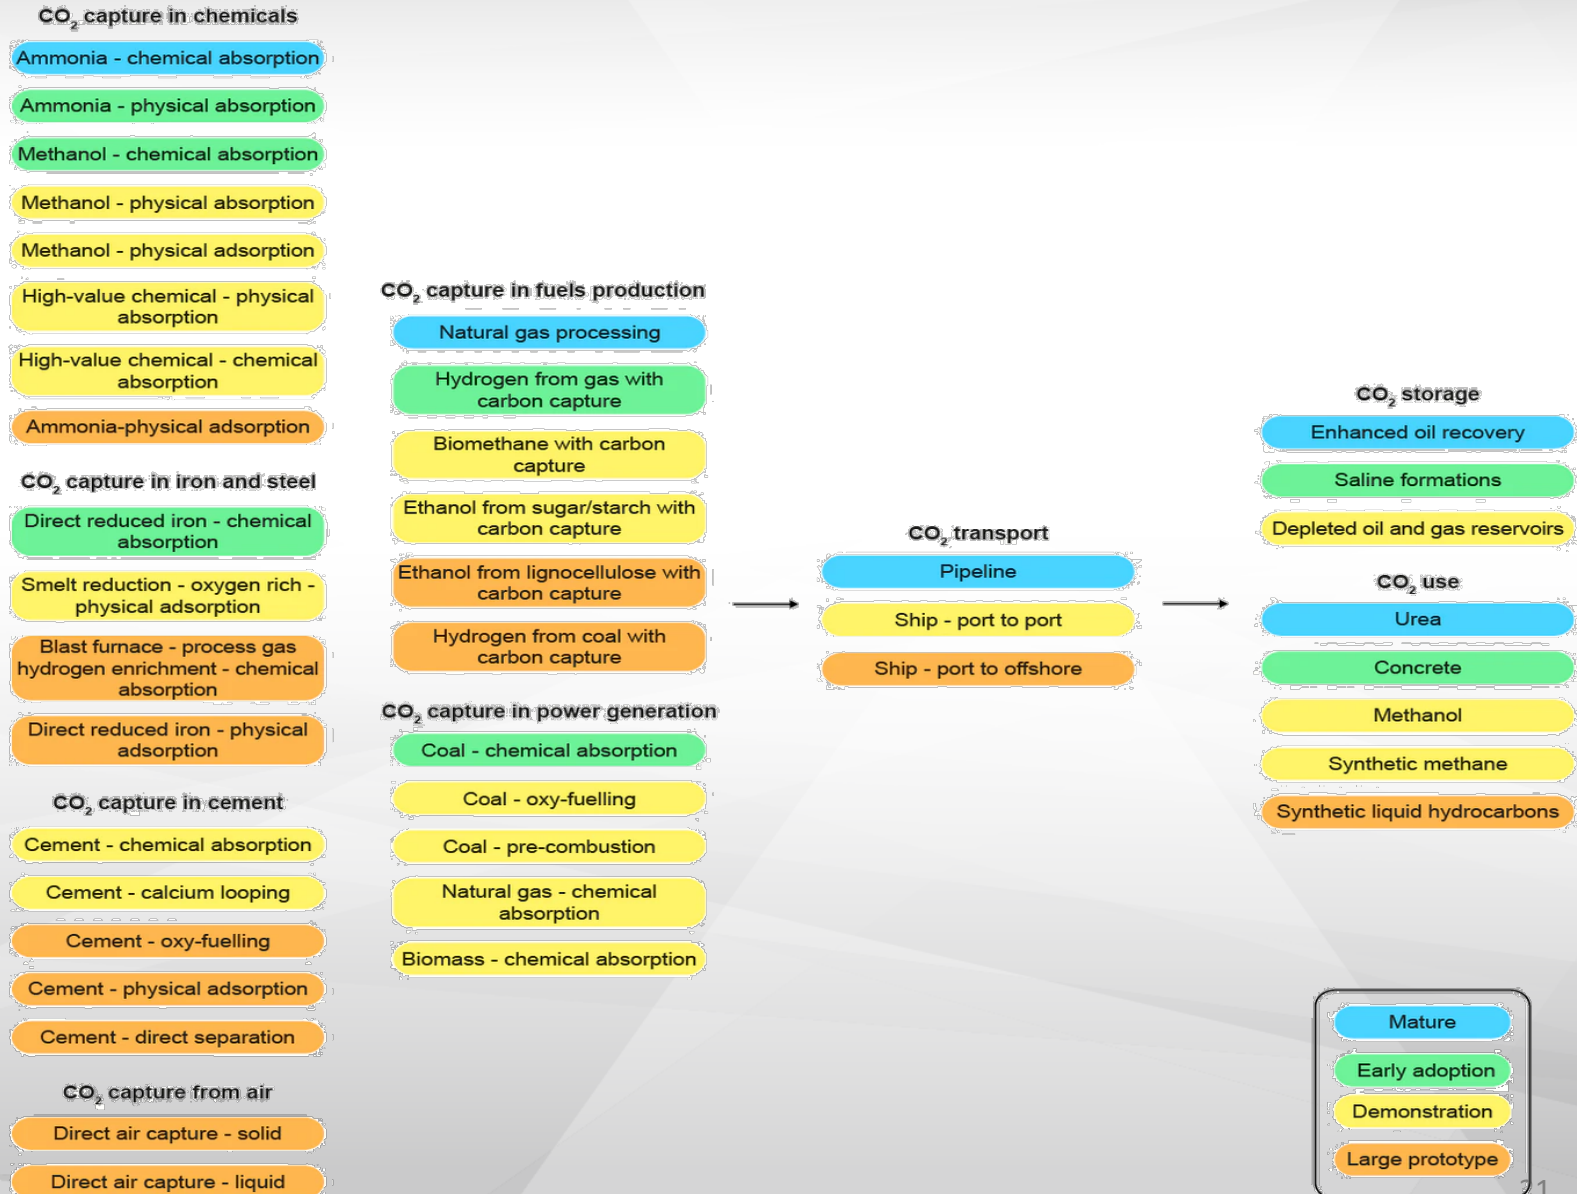 CO2 capture in chemicals
Ammonia - chemical absorption
Ammonia - physical absorption
Methanol - chemical absorption
Methanol - physical absorption
Methanol - physical adsorption
High-value chemical - physical
absorption
High-value chemical - chemical
absorption
Ammonia-physical adsorption
CO2 capture in iron and steel
Direct reduced iron - chemical
absorption
Smelt reduction - oxygen rich -
physical adsorption
Blast furnace - process gas
hydrogen enrichment - chemical
absorption
Direct reduced iron - physical
adsorption
CO2 capture in cement
Cement - chemical absorption
Cement - calcium looping
Cement - oxy-fuelling
Cement - physical adsorption
Cement - direct separation
CO2 capture from air
Direct air capture - solid
Direct air capture - liquid
CO2 capture in fuels production
Natural gas processing
Hydrogen from gas with
carbon capture
Biomethane with carbon
capture
Ethanol from sugar/starch with
carbon capture
Ethanol from lignocellulose with
carbon capture
Hydrogen from coal with
carbon capture
CO2 capture in power generation
Coal - chemical absorption
Coal - oxy-fuelling
Coal - pre-combustion
Natural gas - chemical
absorption
Biomass - chemical absorption
CO2 transport
Pipeline
Ship - port to port
Ship - port to offshore
CO2 storage
Enhanced oil recovery
Saline formations
Depleted oil and gas reservoirs
CO2 use
Urea
Concrete
Methanol
Synthetic methane
Synthetic liquid hydrocarbons
Mature
Early adoption
Demonstration
Large prototype